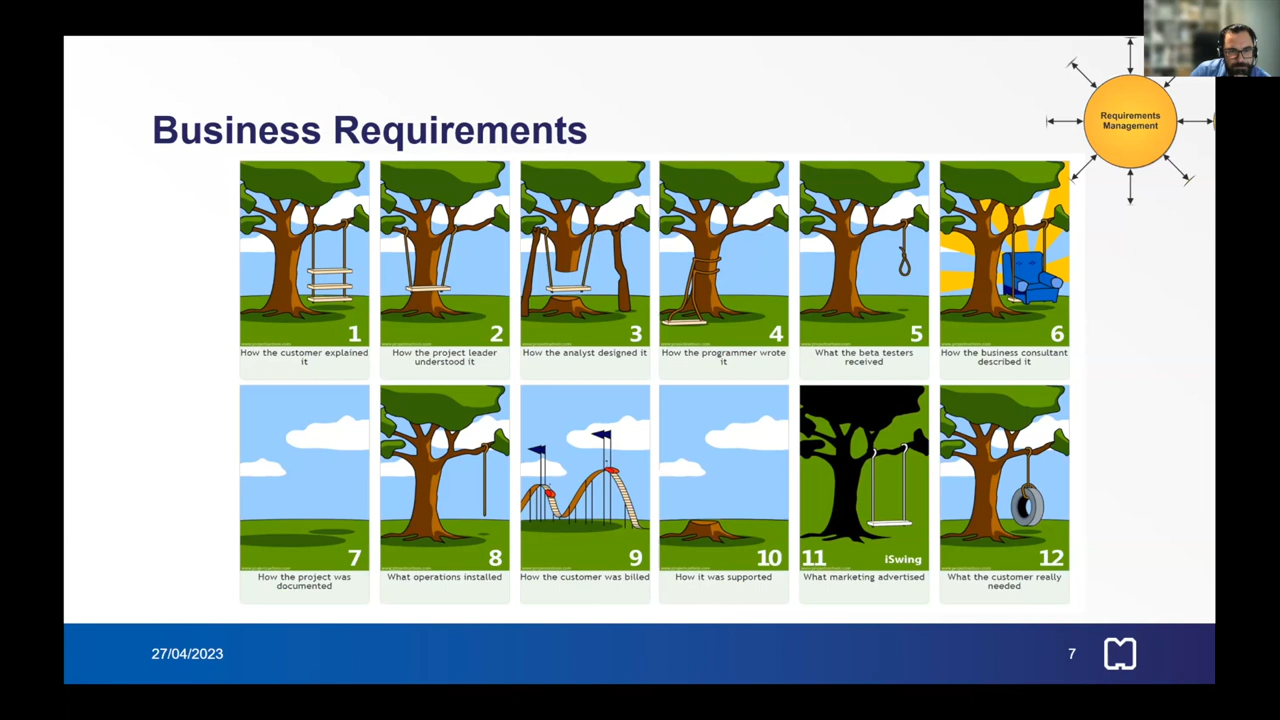 Requirements
Management
Business Requirements
1
2
3
4
5
6
www.projectcartoon.com
How the customer explained
it
How the project leader
understood it
How the analyst designed it
How the programmer wrote
it
What the beta testers
received
How the business consultant
described it
7
8
9
10
11
iSwing
12
How the project was
documented
What operations installed
How the customer was billed
How it was supported
What marketing advertised
What the customer really
needed
27/04/2023
7